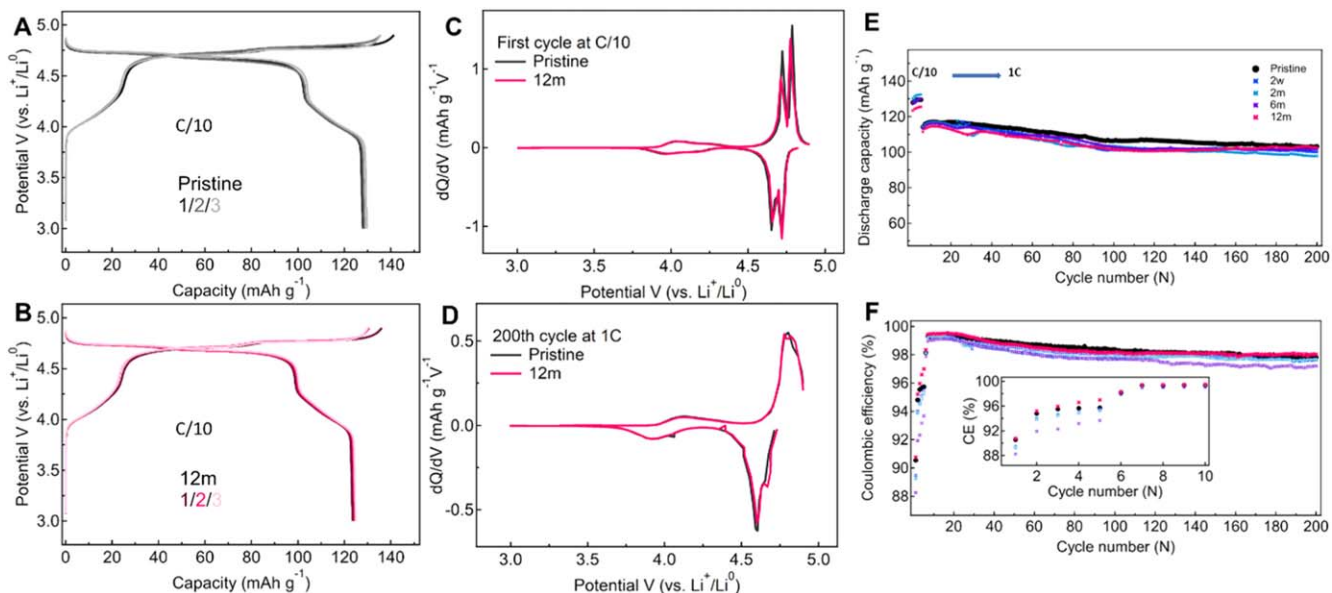 A
Potential V (vs. Li⁺/Li⁰)
5.0
4.5
4.0
3.5
3.0
C/10
Pristine
1/2/3
0 20 40 60 80 100 120 140
Capacity (mAh g⁻¹)
B
Potential V (vs. Li⁺/Li⁰)
5.0
4.5
4.0
3.5
3.0
C/10
12m
1/2/3
0 20 40 60 80 100 120 140
Capacity (mAh g⁻¹)
C
dQ/dV (mAh g⁻¹V⁻¹)
1
0
-1
First cycle at C/10
Pristine
12m
3.0 3.5 4.0 4.5 5.0
Potential V (vs. Li⁺/Li⁰)
D
dQ/dV (mAh g⁻¹V⁻¹)
0.5
0.0
-0.5
200th cycle at 1C
Pristine
12m
3.0 3.5 4.0 4.5 5.0
Potential V (vs. Li⁺/Li⁰)
E
Discharge capacity (mAh g⁻¹)
160
140
120
100
80
60
C/10 1C
Pristine
2w
2m
6m
12m
20 40 60 80 100 120 140 160 180 200
Cycle number (N)
F
Coulombic efficiency (%)
100
98
96
94
92
90
88
CE (%)
100
96
92
88
2 4 6 8 10
Cycle number (N)
20 40 60 80 100 120 140 160 180 200
Cycle number (N)